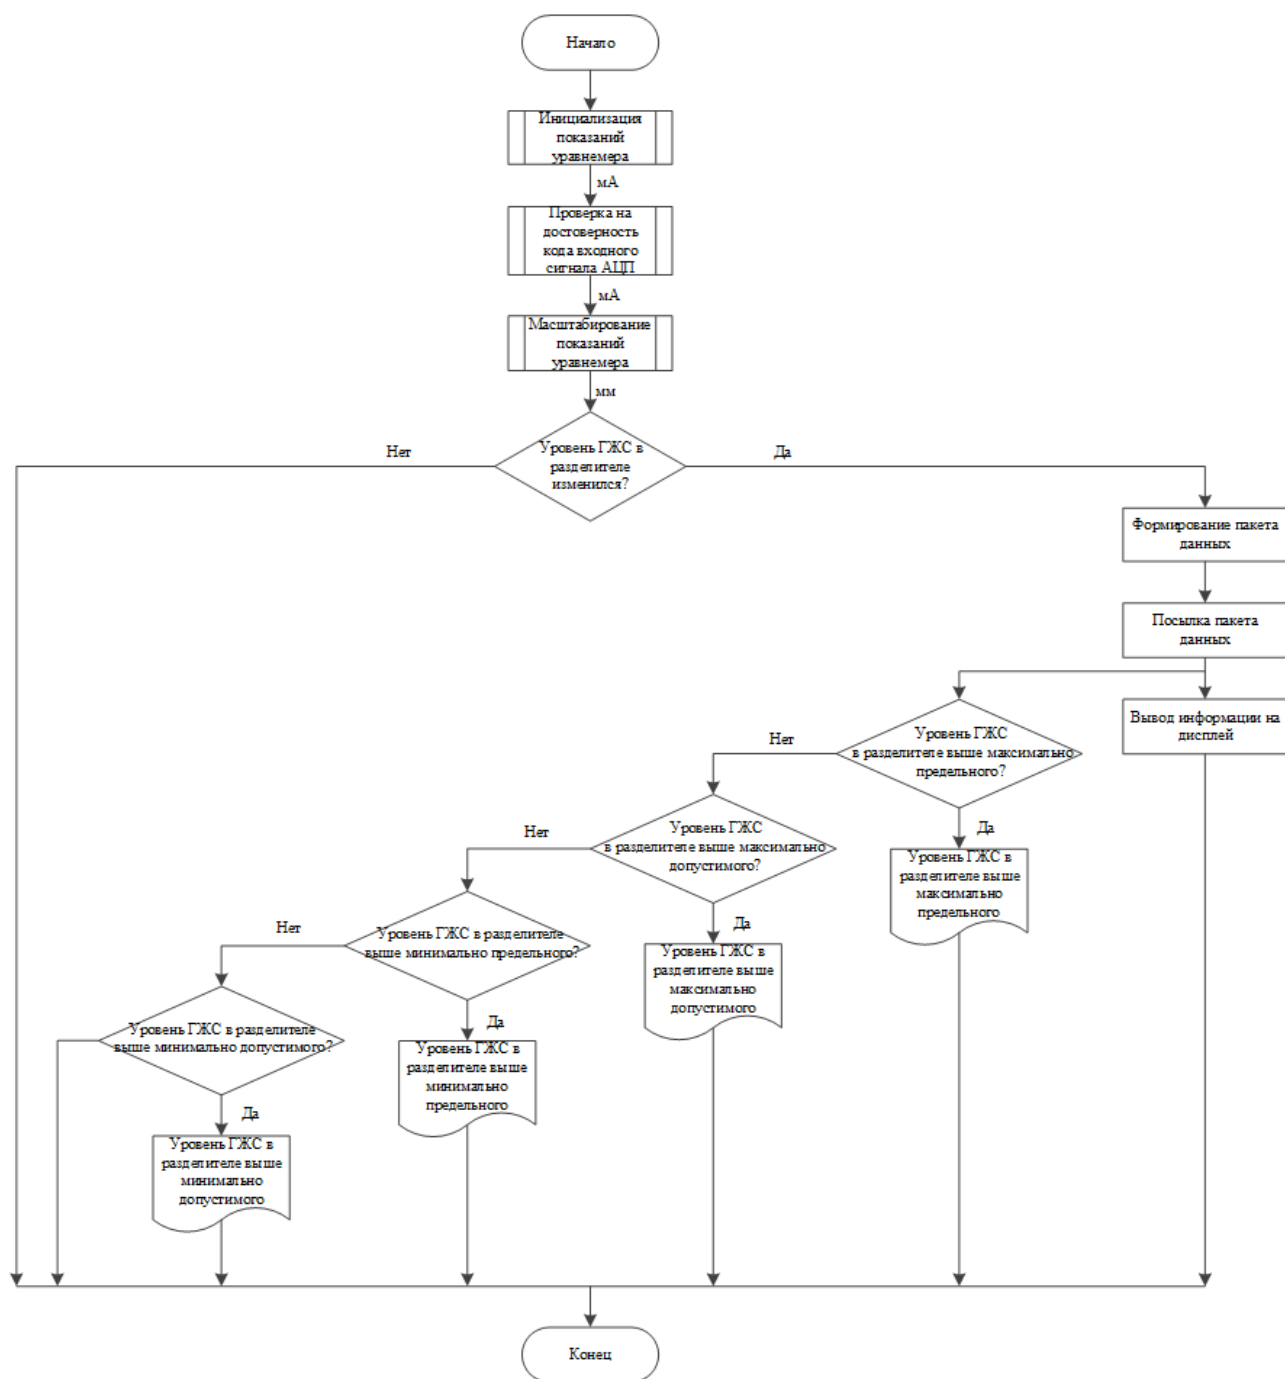 Начало
Инициализация
показаний
уравнемера
мА
Проверка на
достоверность
кода входного
сигнала АЦП
мА
Масштабирование
показаний
уравнемера
мм
Уровень ГЖС в
разделителе
изменился?
Нет
Да
Формирование пакета
данных
Посылка пакета
данных
Вывод информации на
дисплей
Уровень ГЖС
в разделителе выше максимально
предельного?
Нет
Да
Уровень ГЖС в
разделителе выше
максимально
предельного
Уровень ГЖС
в разделителе выше максимально
допустимого?
Нет
Да
Уровень ГЖС в
разделителе выше
максимально
допустимого
Уровень ГЖС в разделителе
выше минимально предельного?
Нет
Да
Уровень ГЖС в
разделителе выше
минимально
предельного
Уровень ГЖС в разделителе
выше минимально допустимого?
Да
Уровень ГЖС в
разделителе выше
минимально
допустимого
Конец